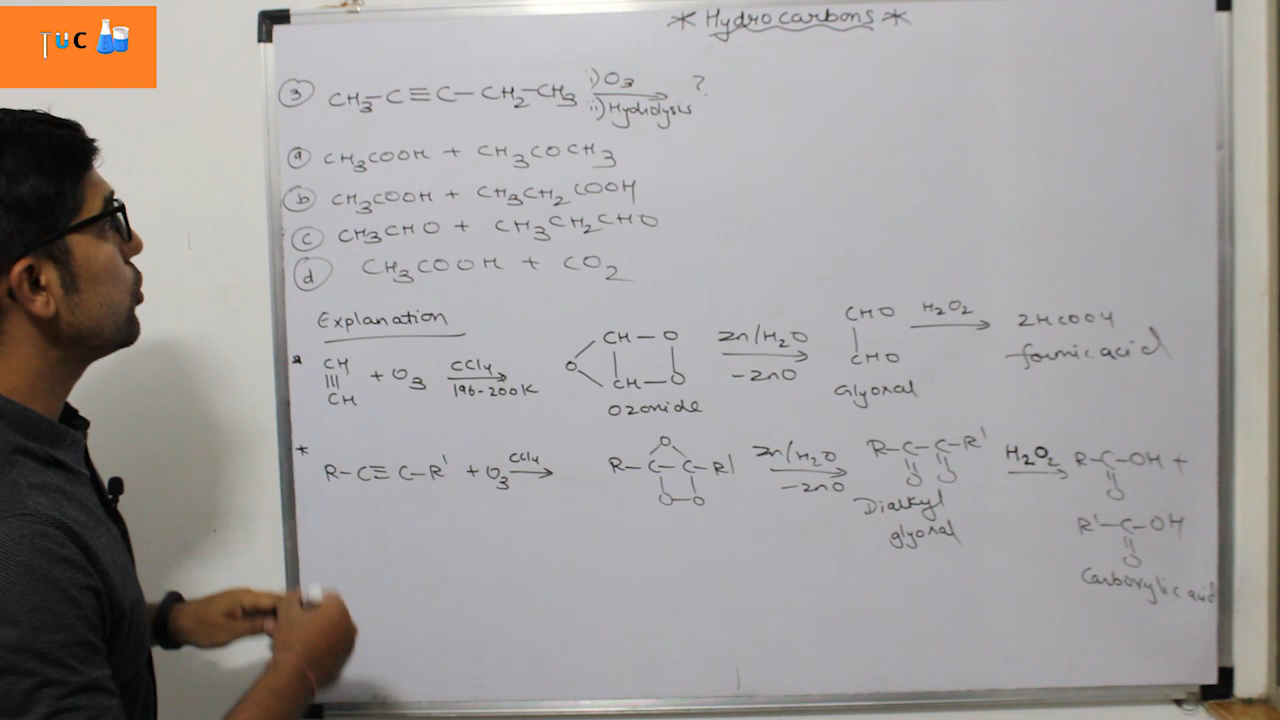 TUC
* Hydrocarbons *
③ CH₃-C≡C-CH₂-CH₃ i) O₃ ii) Hydrolysis → ?
ⓐ CH₃COOH + CH₃COCH₃
ⓑ CH₃COOH + CH₃CH₂COOH
ⓒ CH₃CHO + CH₃CH₂CHO
ⓓ CH₃COOH + CO₂
Explanation
* CH≡CH + O₃ CCl₄ 196-200K → CH-O CH-O O Zn/H₂O -ZnO → CHO CHO H₂O₂ → 2HCOOH
ozonide Glyoxal formic acid
* R-C≡C-R' + O₃ CCl₄ → R-C-C-R' O O-O Zn/H₂O -ZnO → R-C-C-R' O O H₂O₂ → R-C-OH + O
Dialkyl
glyoxal
R'-C-OH O
Carboxylic acid